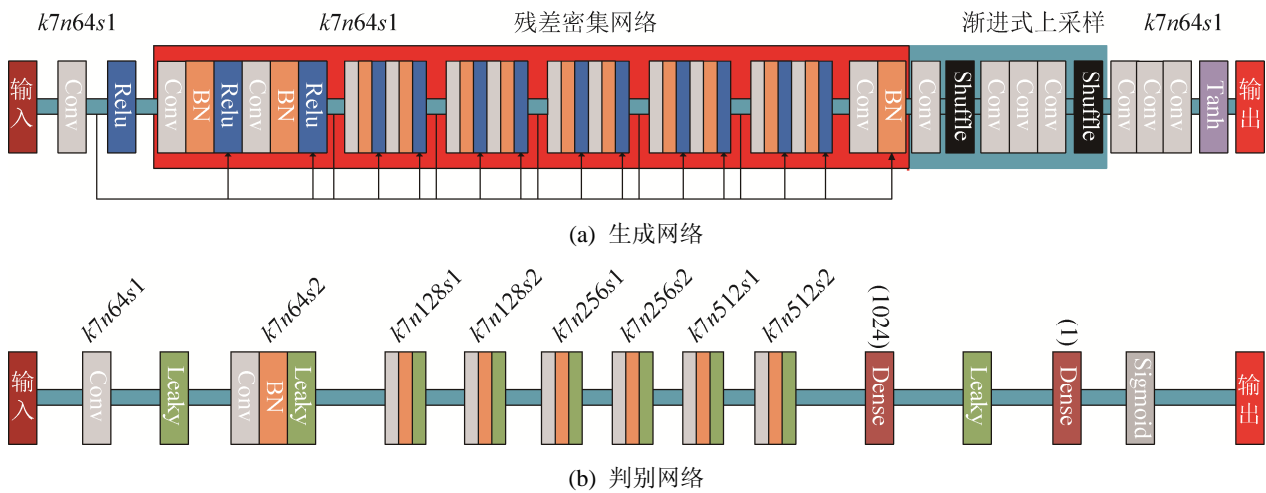 k7n64s1 k7n64s1 残差密集网络 渐进式上采样 k7n64s1
输入 Conv Relu Conv BN Relu Conv BN Relu Conv BN Conv Shuffle Conv Conv Conv Shuffle Conv Conv Conv Tanh 输出
(a) 生成网络
k7n64s1 k7n64s2 k7n128s1 k7n128s2 k7n256s1 k7n256s2 k7n512s1 k7n512s2 (1024) (1)
输入 Conv Leaky Conv BN Leaky Dense Leaky Dense Sigmoid 输出
(b) 判别网络